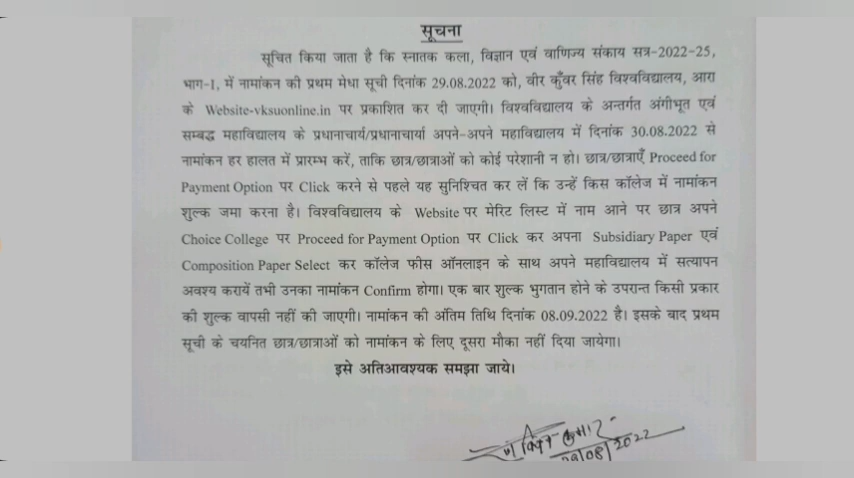 सूचना
सूचित किया जाता है कि स्नातक कला, विज्ञान एवं वाणिज्य संकाय सत्र-2022-25,
भाग-I, में नामांकन की प्रथम मेधा सूची दिनांक 29.08.2022 को, वीर कुँवर सिंह विश्वविद्यालय, आरा
के Website-vksuonline.in पर प्रकाशित कर दी जाएगी। विश्वविद्यालय के अन्तर्गत अंगीभूत एवं
सम्बद्ध महाविद्यालय के प्रधानाचार्य/प्रधानाचार्या अपने-अपने महाविद्यालय में दिनांक 30.08.2022 से
नामांकन हर हालत में प्रारम्भ करें, ताकि छात्र/छात्राओं को कोई परेशानी न हो। छात्र/छात्राएँ Proceed for
Payment Option पर Click करने से पहले यह सुनिश्चित कर लें कि उन्हें किस कॉलेज में नामांकन
शुल्क जमा करना है। विश्वविद्यालय के Website पर मेरिट लिस्ट में नाम आने पर छात्र अपने
Choice College पर Proceed for Payment Option पर Click कर अपना Subsidiary Paper एवं
Composition Paper Select कर कॉलेज फीस ऑनलाइन के साथ अपने महाविद्यालय में सत्यापन
अवश्य करायें तभी उनका नामांकन Confirm होगा। एक बार शुल्क भुगतान होने के उपरान्त किसी प्रकार
की शुल्क वापसी नहीं की जाएगी। नामांकन की अंतिम तिथि दिनांक 08.09.2022 है। इसके बाद प्रथम
सूची के चयनित छात्र/छात्राओं को नामांकन के लिए दूसरा मौका नहीं दिया जायेगा।
इसे अतिआवश्यक समझा जाये।